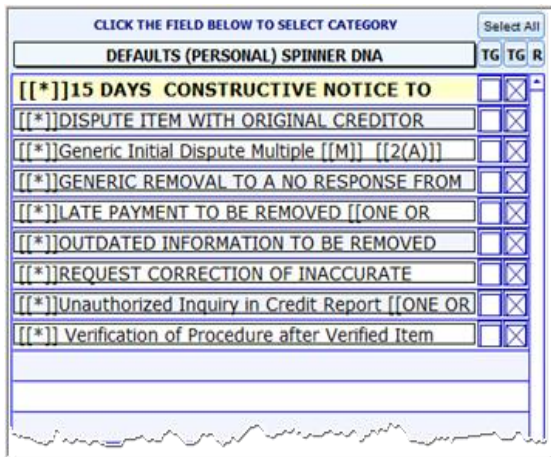 CLICK THE FIELD BELOW TO SELECT CATEGORY Select All
DEFAULTS (PERSONAL) SPINNER DNA TG TG R
[[*]]15 DAYS  CONSTRUCTIVE NOTICE TO
[[*]]DISPUTE ITEM WITH ORIGINAL CREDITOR
[[*]]Generic Initial Dispute Multiple [[M]]  [[2(A)]]
[[*]]GENERIC REMOVAL TO A NO RESPONSE FROM
[[*]]LATE PAYMENT TO BE REMOVED [[ONE OR
[[*]]OUTDATED INFORMATION TO BE REMOVED
[[*]]REQUEST CORRECTION OF INACCURATE
[[*]]Unauthorized Inquiry in Credit Report [[ONE OR
[[*]] Verification of Procedure after Verified Item